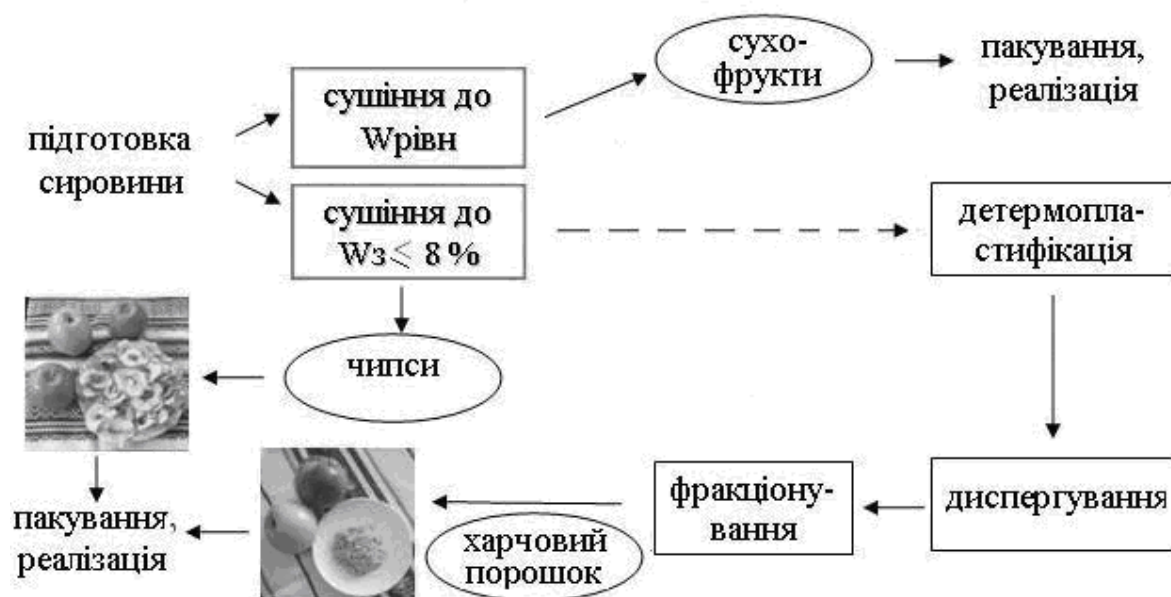 підготовка
сировини
сушіння до
Wрівн
сухо-
фрукти
пакування,
реалізація
сушіння до
Wз⩽ 8 %
детермопла-
стифікація
чипси
диспергування
фракціону-
вання
харчовий
порошок
пакування,
реалізація